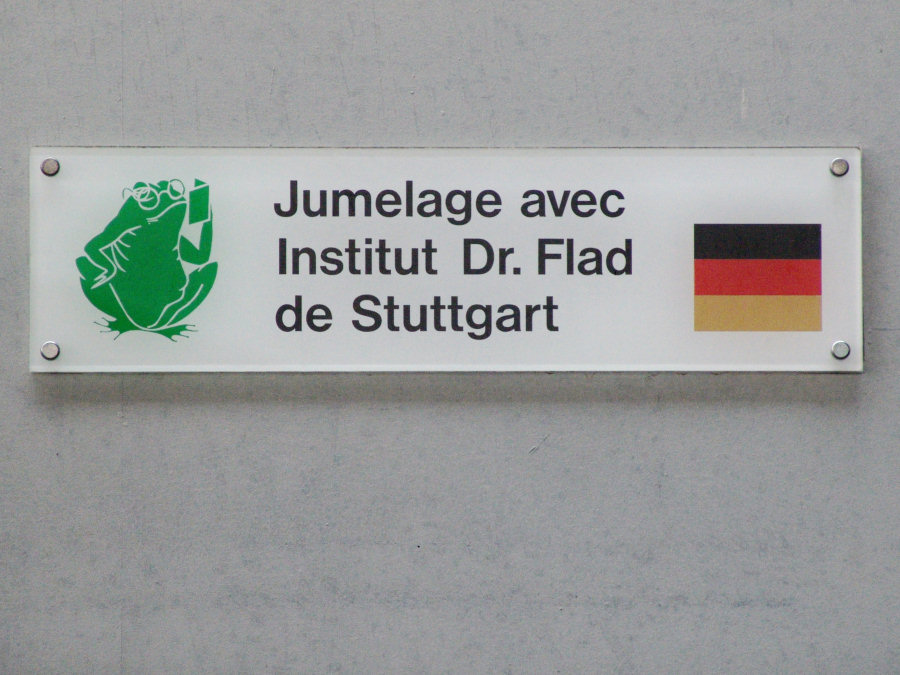 Jumelage avec
Institut Dr. Flad
de Stuttgart